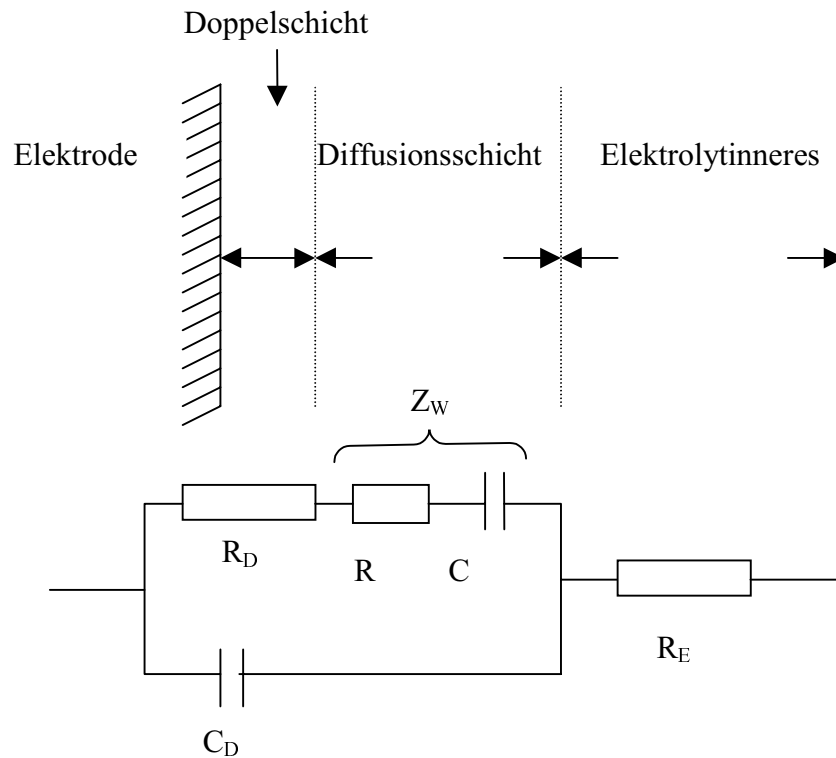 Doppelschicht
Elektrode Diffusionsschicht Elektrolytinneres
Z_W
R_D R C
R_E
C_D